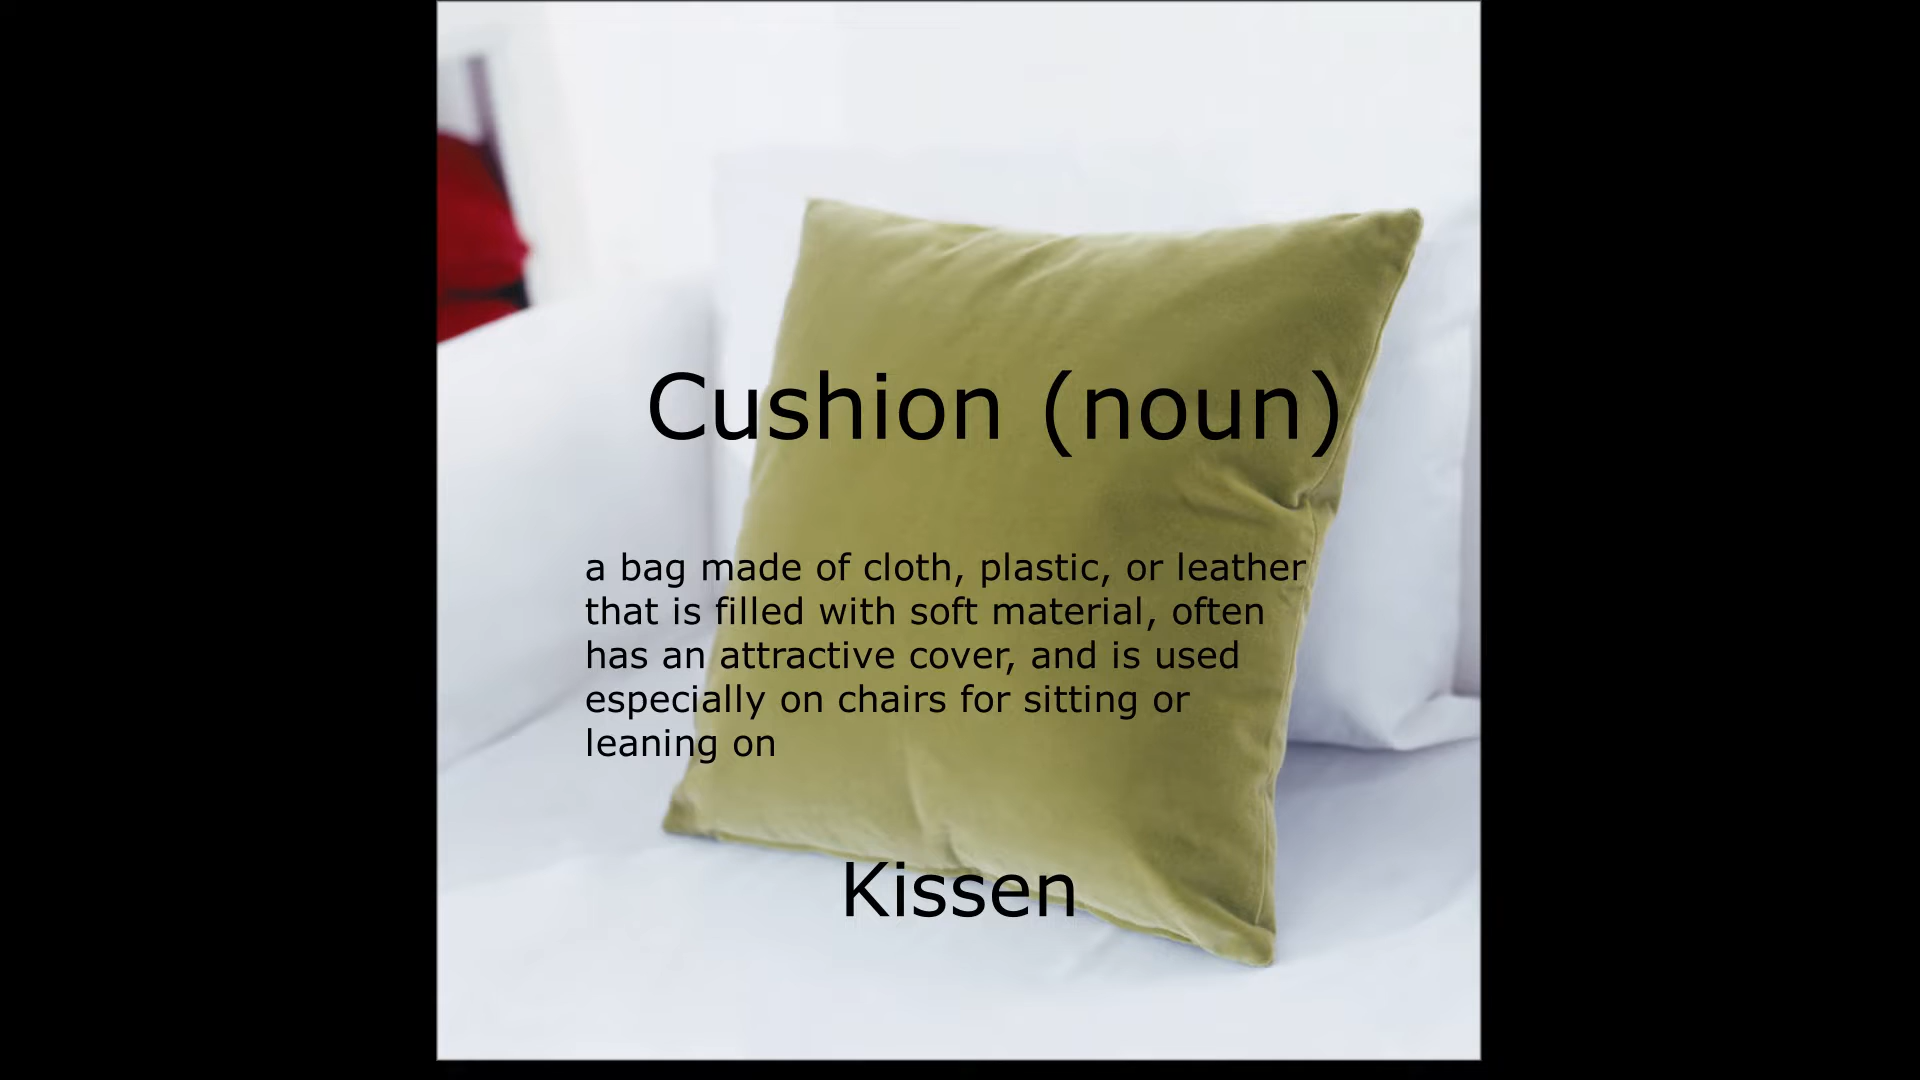 Cushion (noun)
a bag made of cloth, plastic, or leather
that is filled with soft material, often
has an attractive cover, and is used
especially on chairs for sitting or
leaning on
Kissen